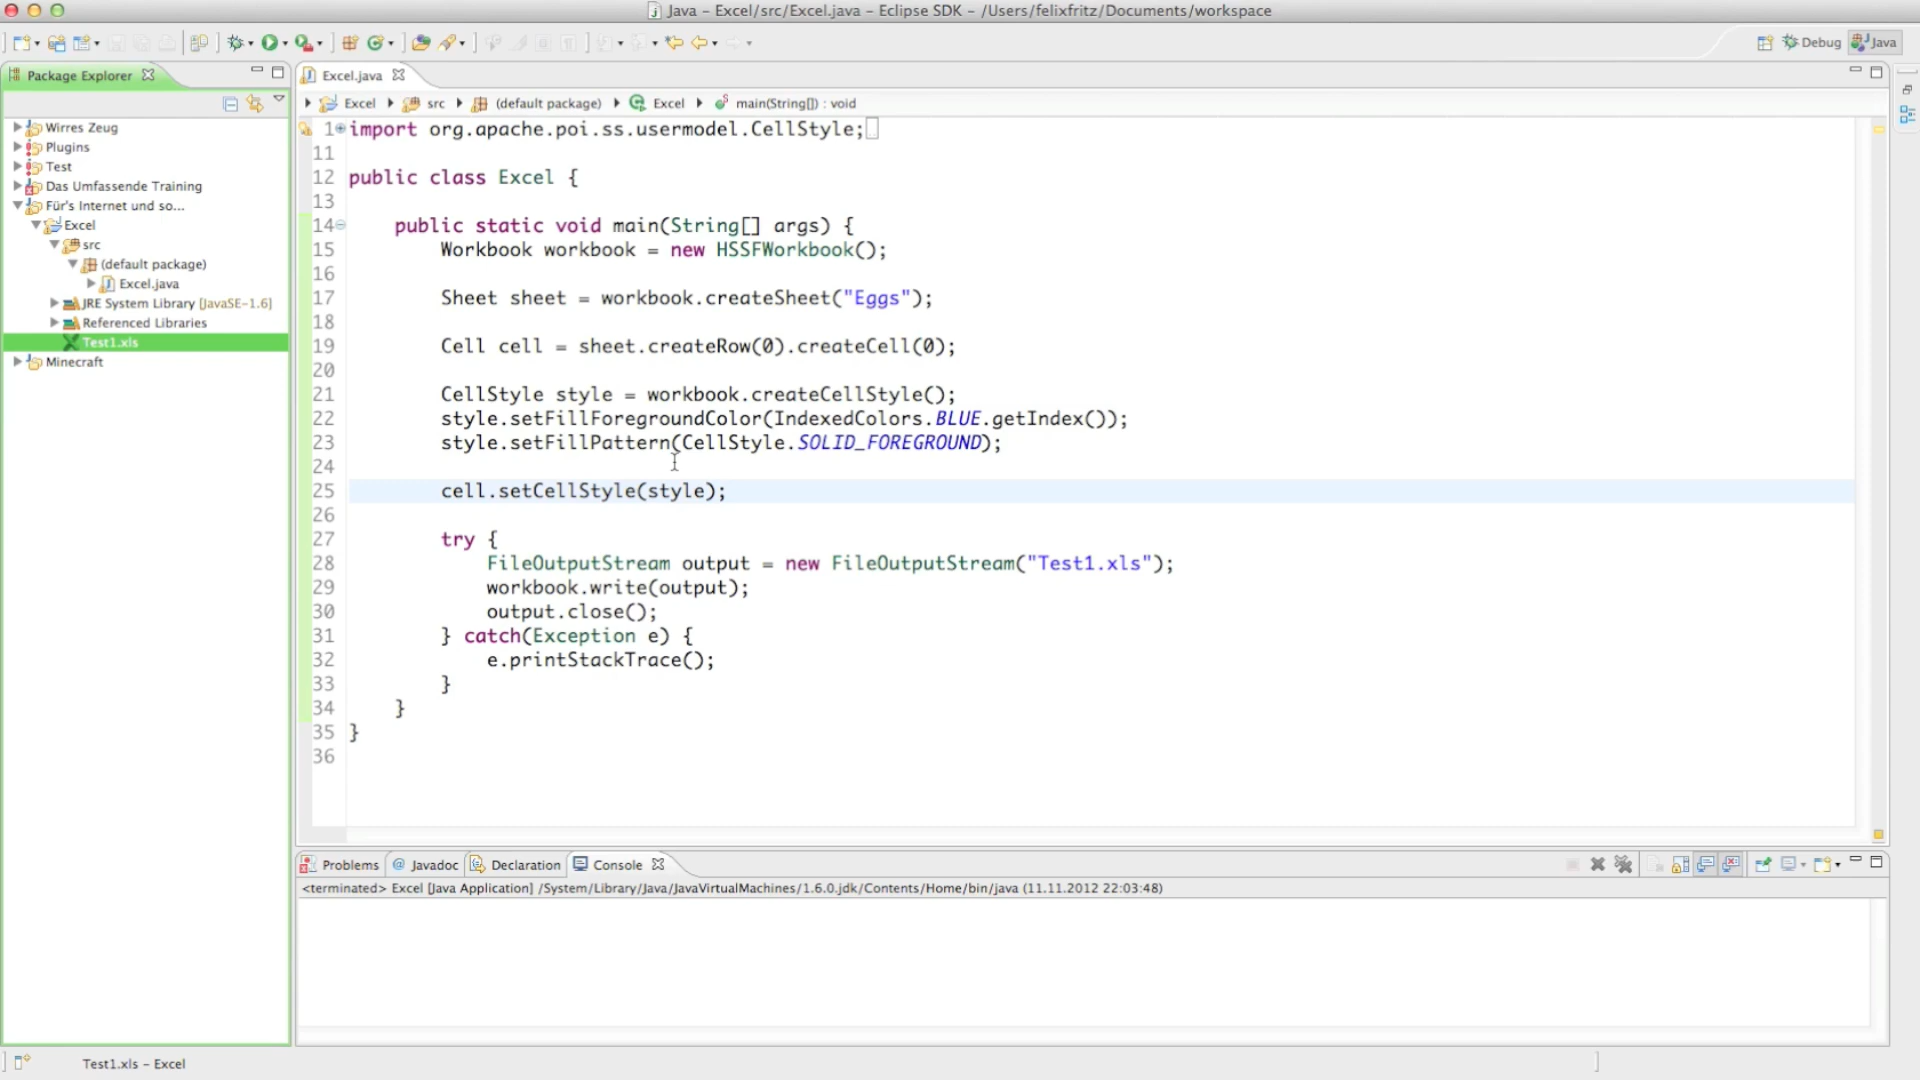 Java – Excel/src/Excel.java – Eclipse SDK – /Users/felixfritz/Documents/workspace
Debug
Java
Package Explorer
Excel.java
Excel
src
(default package)
Excel
main(String[]) : void
Wirres Zeug
Plugins
Test
Das Umfassende Training
Für's Internet und so...
Excel
src
(default package)
Excel.java
JRE System Library [JavaSE-1.6]
Referenced Libraries
Test1.xls
Minecraft
1 import org.apache.poi.ss.usermodel.CellStyle;
11
12 public class Excel {
13
14 public static void main(String[] args) {
15 Workbook workbook = new HSSFWorkbook();
16
17 Sheet sheet = workbook.createSheet("Eggs");
18
19 Cell cell = sheet.createRow(0).createCell(0);
20
21 CellStyle style = workbook.createCellStyle();
22 style.setFillForegroundColor(IndexedColors.BLUE.getIndex());
23 style.setFillPattern(CellStyle.SOLID_FOREGROUND);
24
25 cell.setCellStyle(style);
26
27 try {
28 FileOutputStream output = new FileOutputStream("Test1.xls");
29 workbook.write(output);
30 output.close();
31 } catch(Exception e) {
32 e.printStackTrace();
33 }
34 }
35 }
36
Problems
@ Javadoc
Declaration
Console
<terminated> Excel [Java Application] /System/Library/Java/JavaVirtualMachines/1.6.0.jdk/Contents/Home/bin/java (11.11.2012 22:03:48)
Test1.xls – Excel